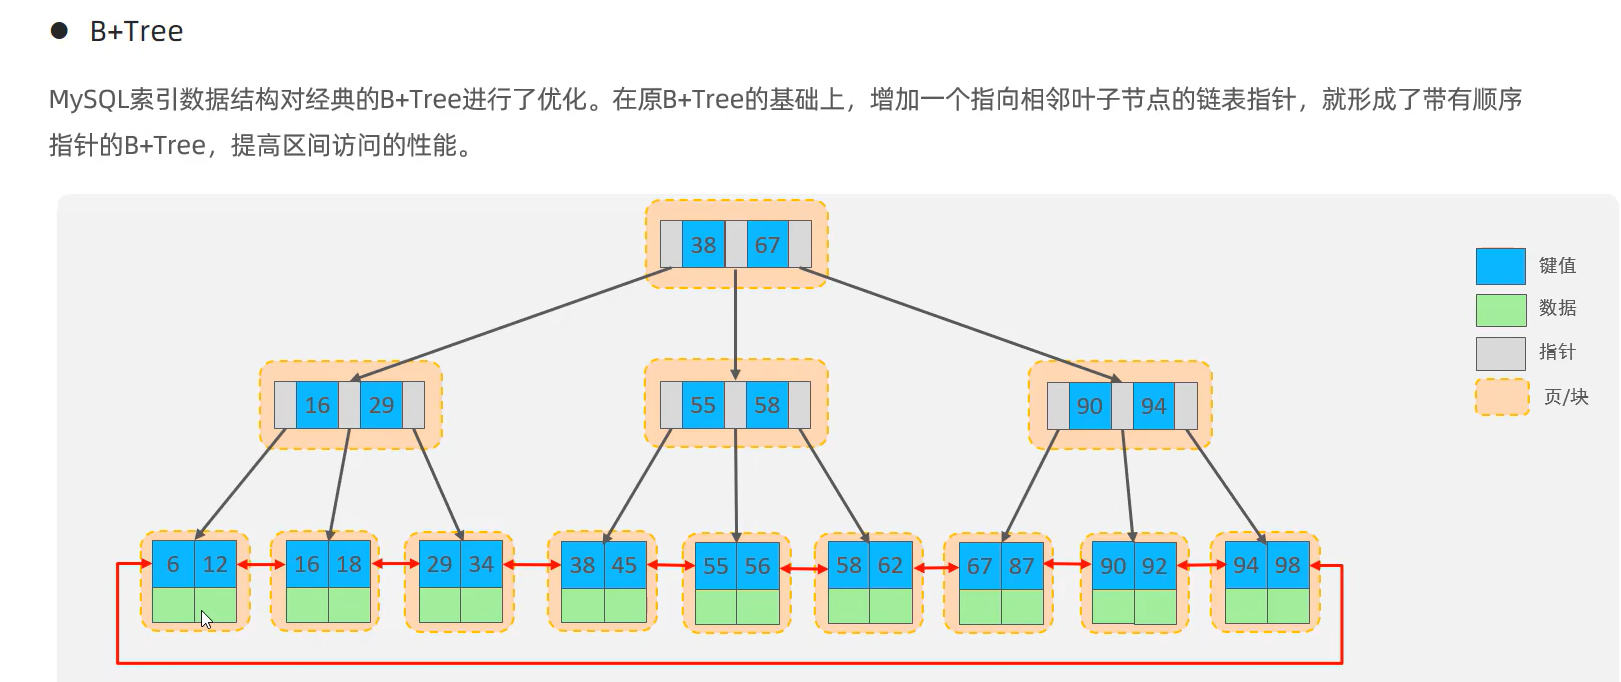 B+Tree
MySQL索引数据结构对经典的B+Tree进行了优化。在原B+Tree的基础上，增加一个指向相邻叶子节点的链表指针，就形成了带有顺序
指针的B+Tree，提高区间访问的性能。
38 67
键值
数据
指针
页/块
16 29 55 58 90 94
6 12 16 18 29 34 38 45 55 56 58 62 67 87 90 92 94 98